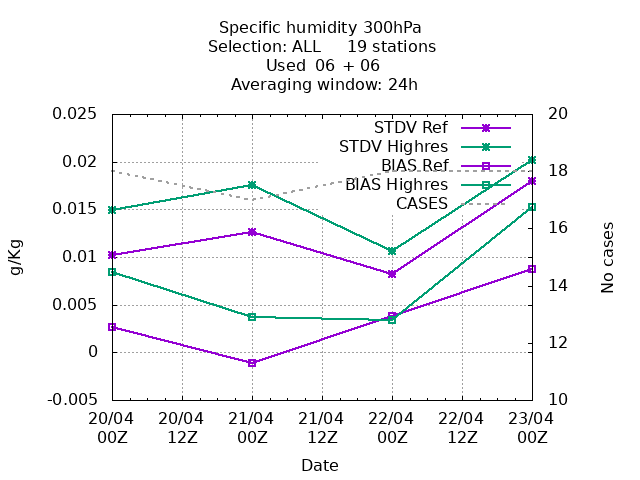 Specific humidity 300hPa
Selection: ALL 19 stations
Used 06 + 06
Averaging window: 24h
STDV Ref
STDV Highres
BIAS Ref
BIAS Highres
CASES
0.025
0.02
0.015
0.01
0.005
0
-0.005
g/Kg
20
18
16
14
12
10
No cases
20/04 00Z
20/04 12Z
21/04 00Z
21/04 12Z
22/04 00Z
22/04 12Z
23/04 00Z
Date